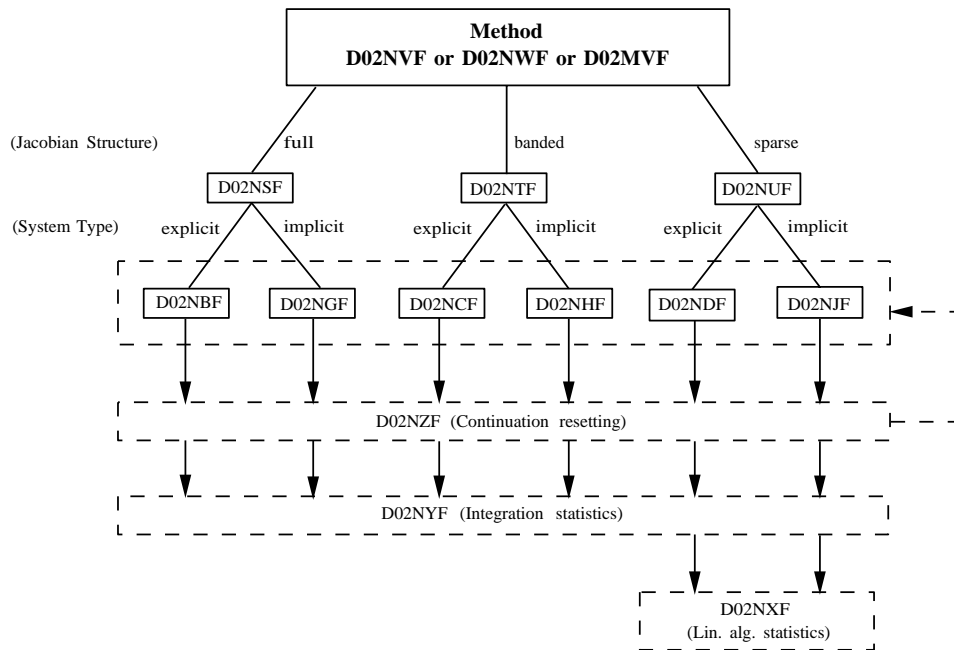 Method
D02NVF or D02NWF or D02MVF
(Jacobian Structure)
full
banded
sparse
D02NSF
D02NTF
D02NUF
(System Type)
explicit
implicit
explicit
implicit
explicit
implicit
D02NBF
D02NGF
D02NCF
D02NHF
D02NDF
D02NJF
D02NZF (Continuation resetting)
D02NYF (Integration statistics)
D02NXF
(Lin. alg. statistics)